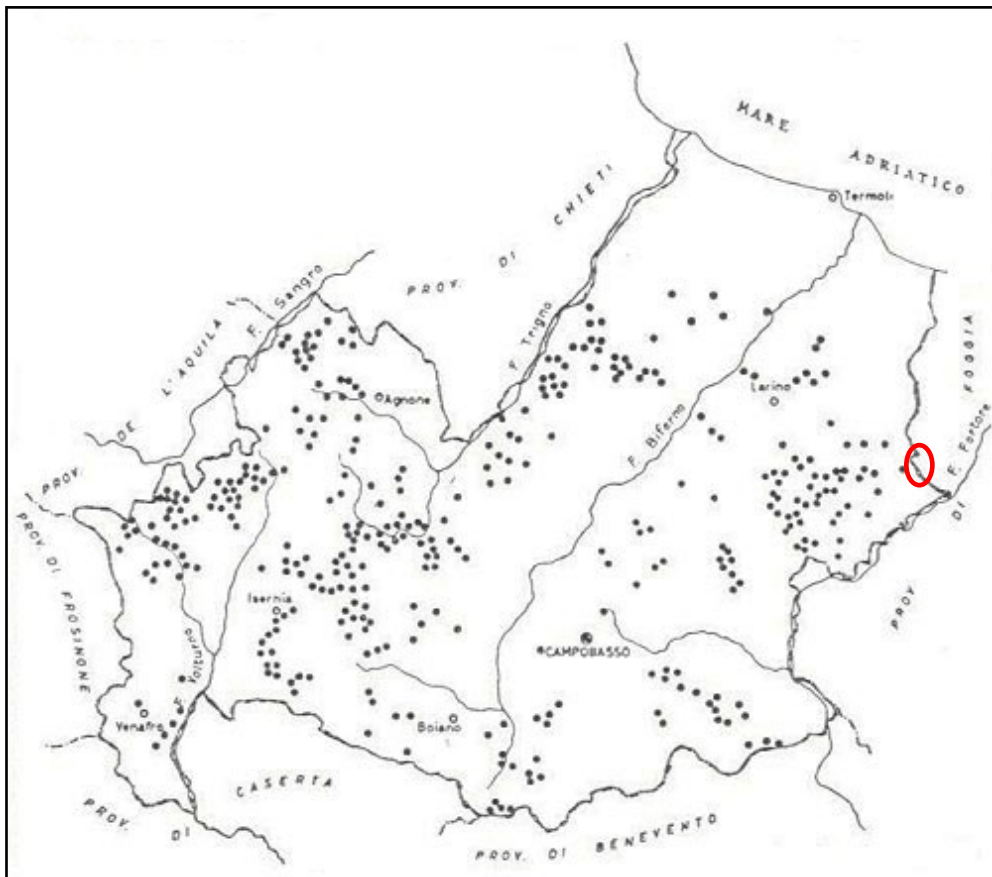 MARE
ADRIATICO
Termoli
PROV. DI CHIETI
F. Sangro
PROV. DE L'AQUILA
F. Trigno
Agnone
Larino
F. Biferno
F. Fortore
PROV. DI FOGGIA
PROV. DI FROSINONE
Isernia
CAMPOBASSO
F. Volturno
Venafro
Boiano
PROV. DI CASERTA
PROV. DI BENEVENTO